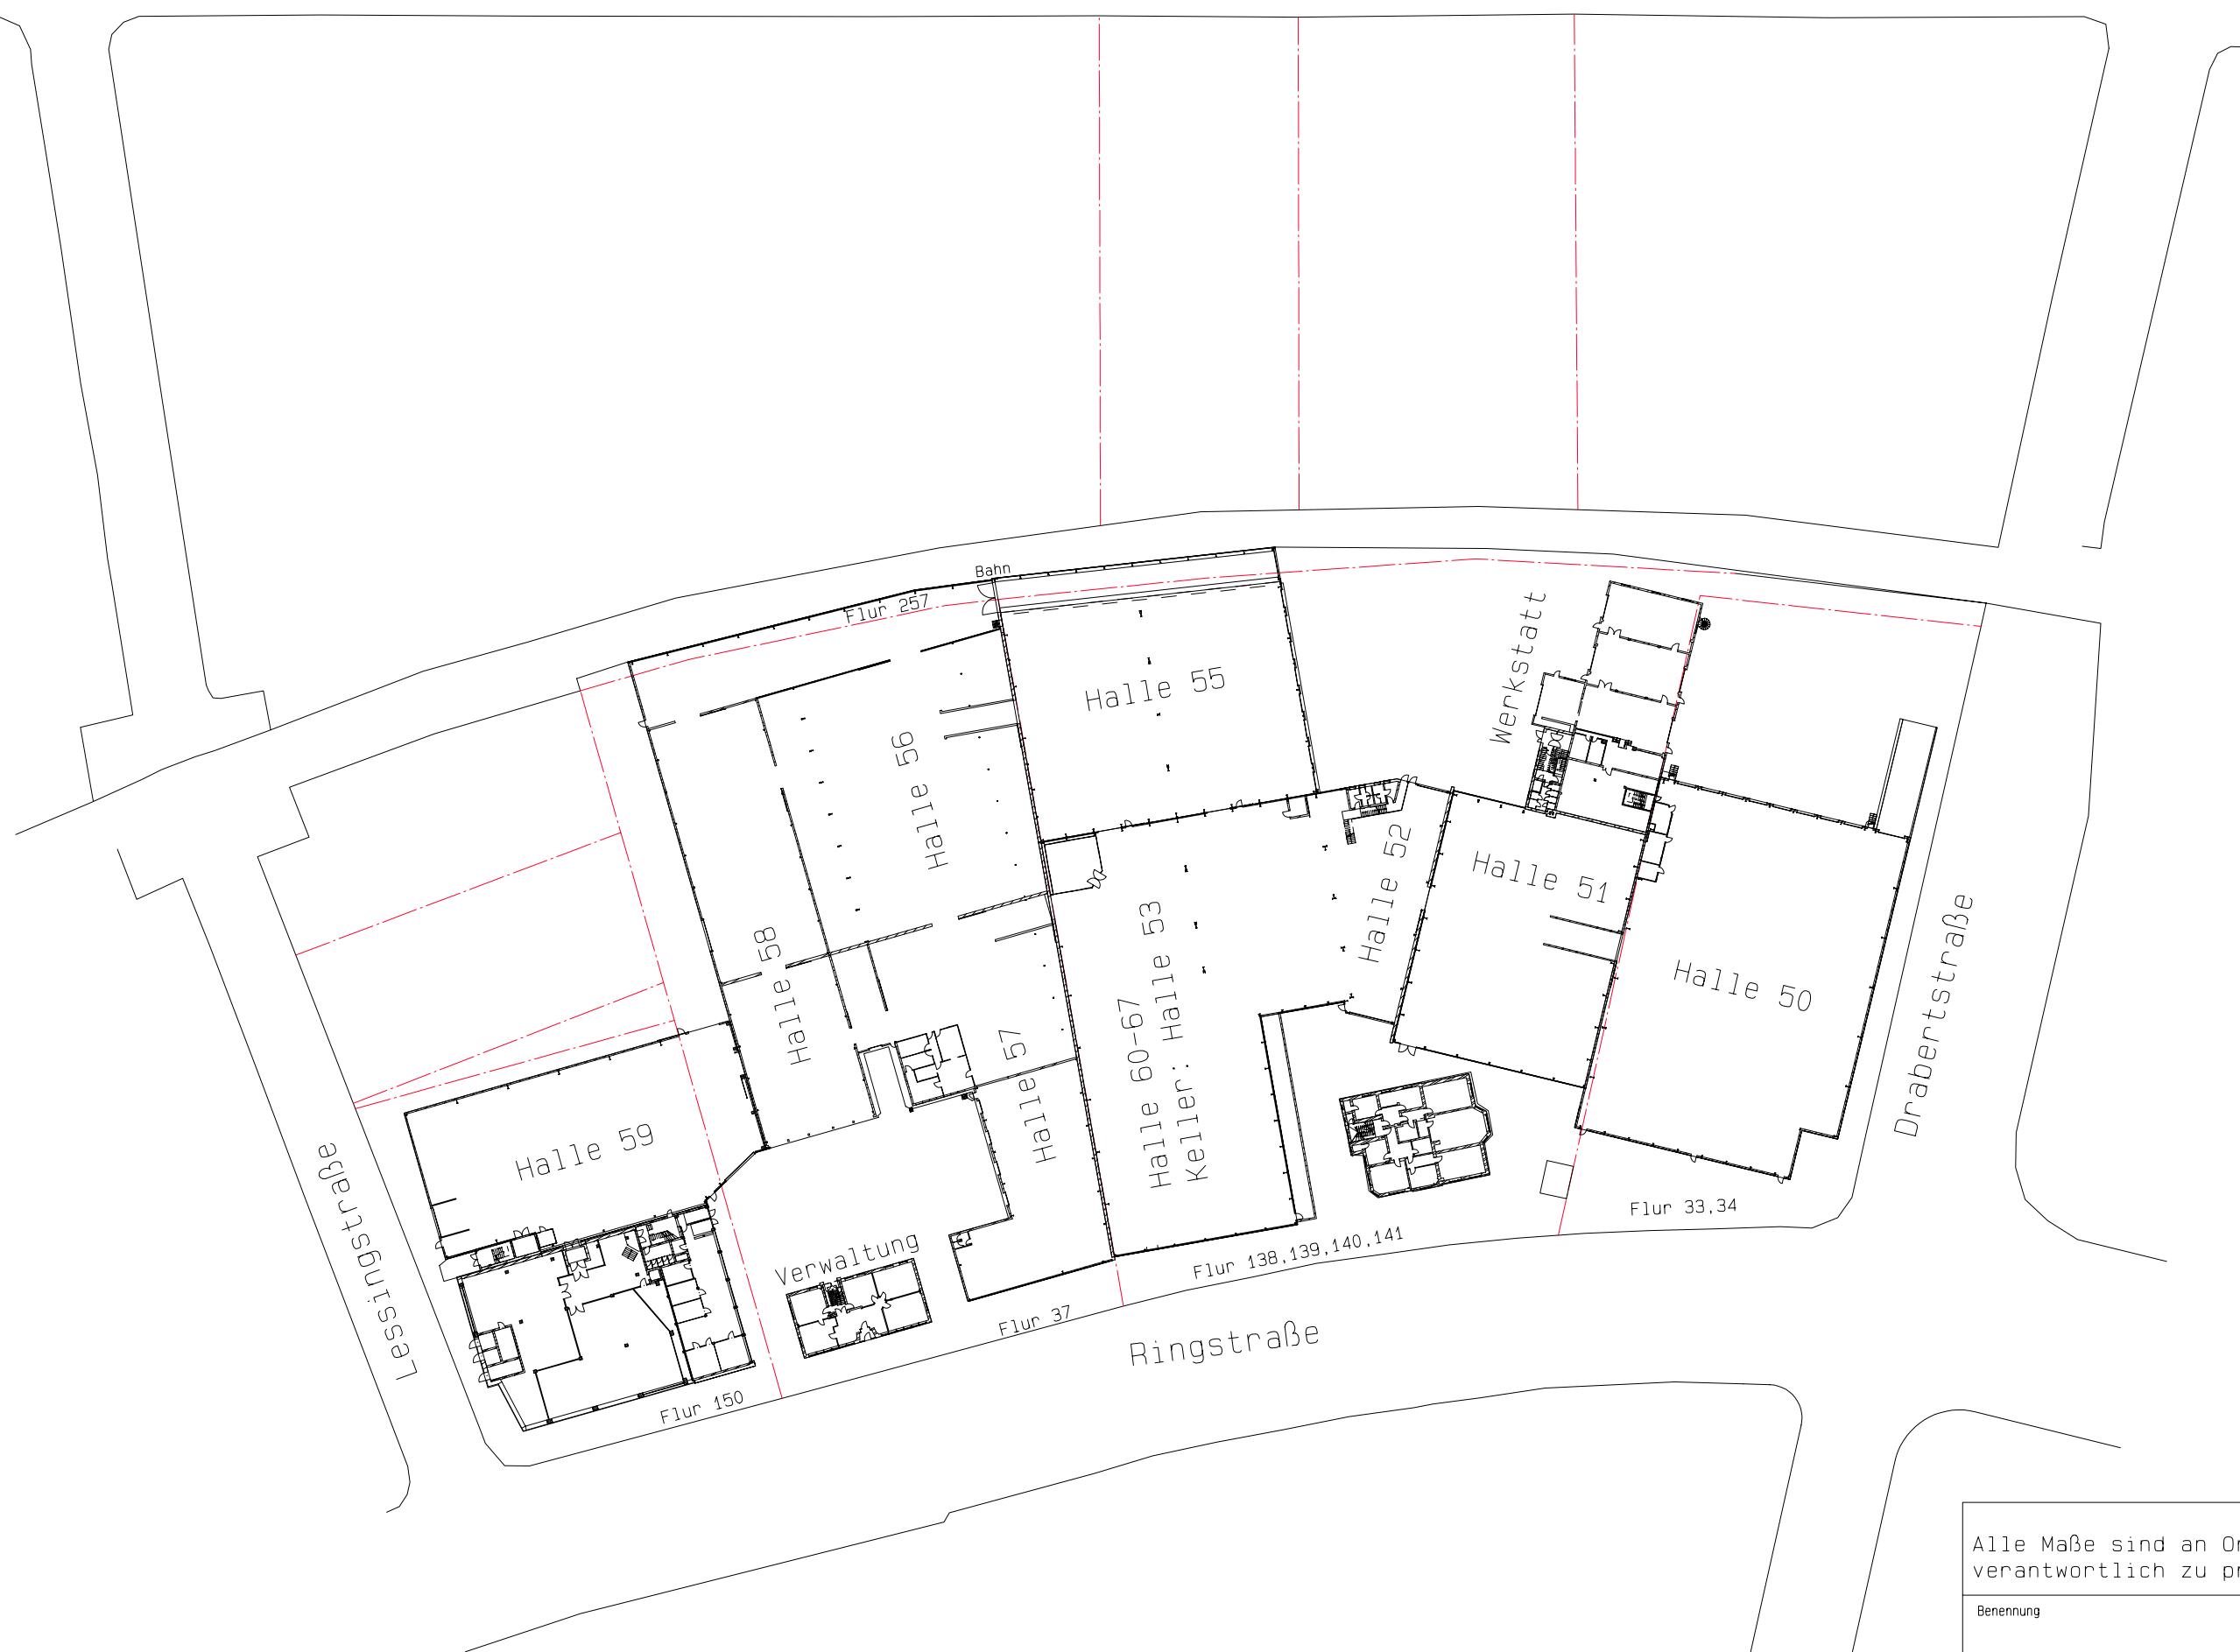 Bahn
Flur 257
Halle 55
Werkstatt
Halle 56
Halle 52
Halle 51
Halle 58
Halle 60-67
Keller: Halle 53
Halle 50
Drabertstraße
Halle 57
Halle 59
Lessingstraße
Verwaltung
Flur 33,34
Flur 138,139,140,141
Flur 37
Ringstraße
Flur 150
Alle Maße sind an
verantwortlich zu
Benennung